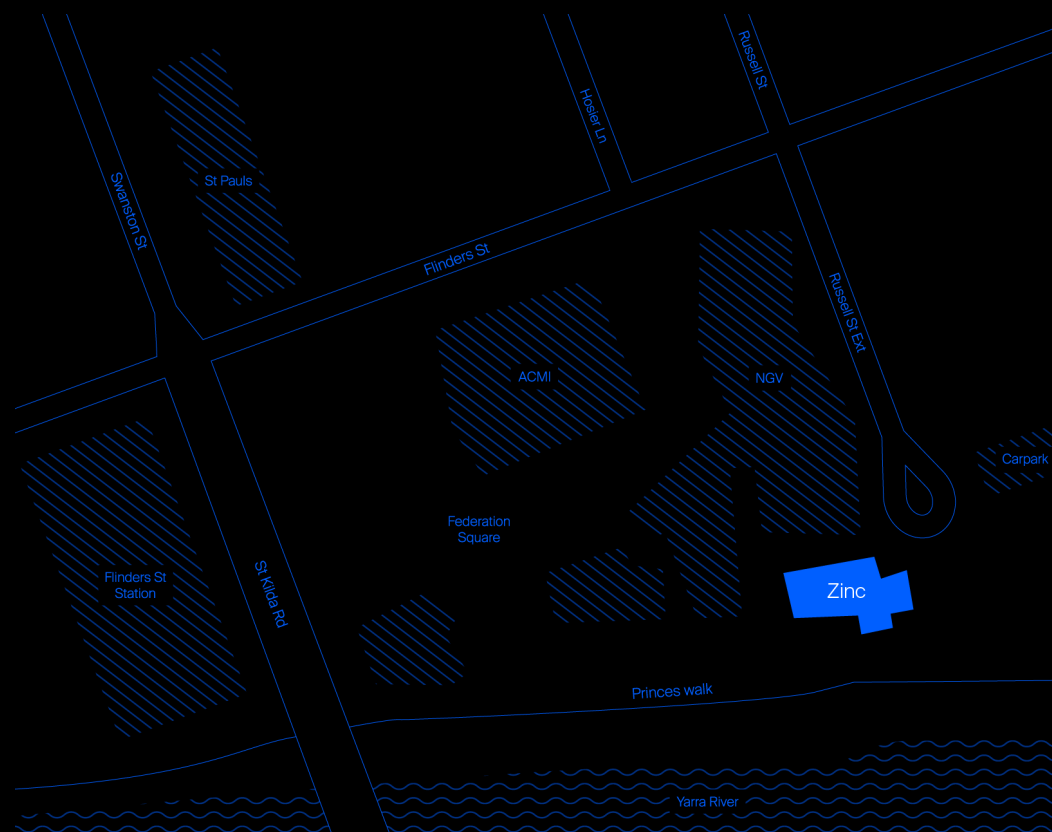 Russell St
Hosier Ln
St Pauls
Swanston St
Flinders St
Russell St Ext
ACMI
NGV
Carpark
Federation
Square
Flinders St
Station
St Kilda Rd
Zinc
Princes walk
Yarra River